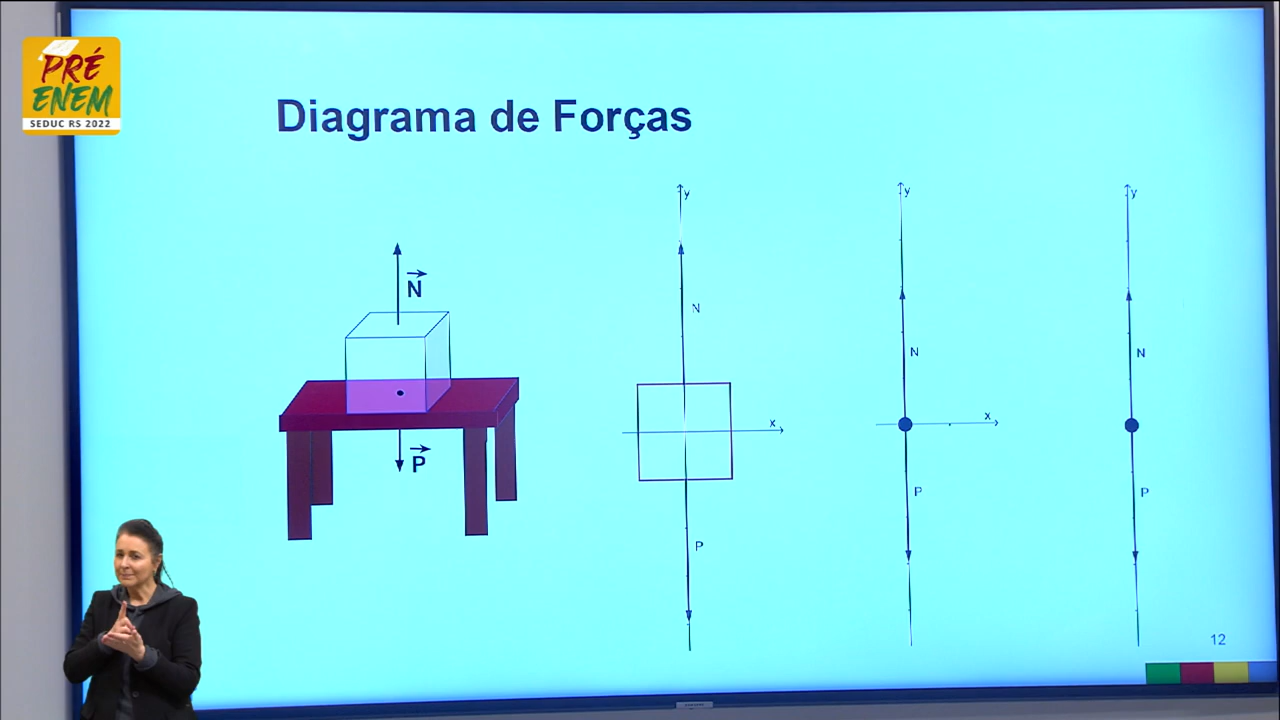 PRÉ
ENEM
SEDUC RS 2022
Diagrama de Forças
N
P
y
N
x
P
y
N
x
P
y
N
P
12